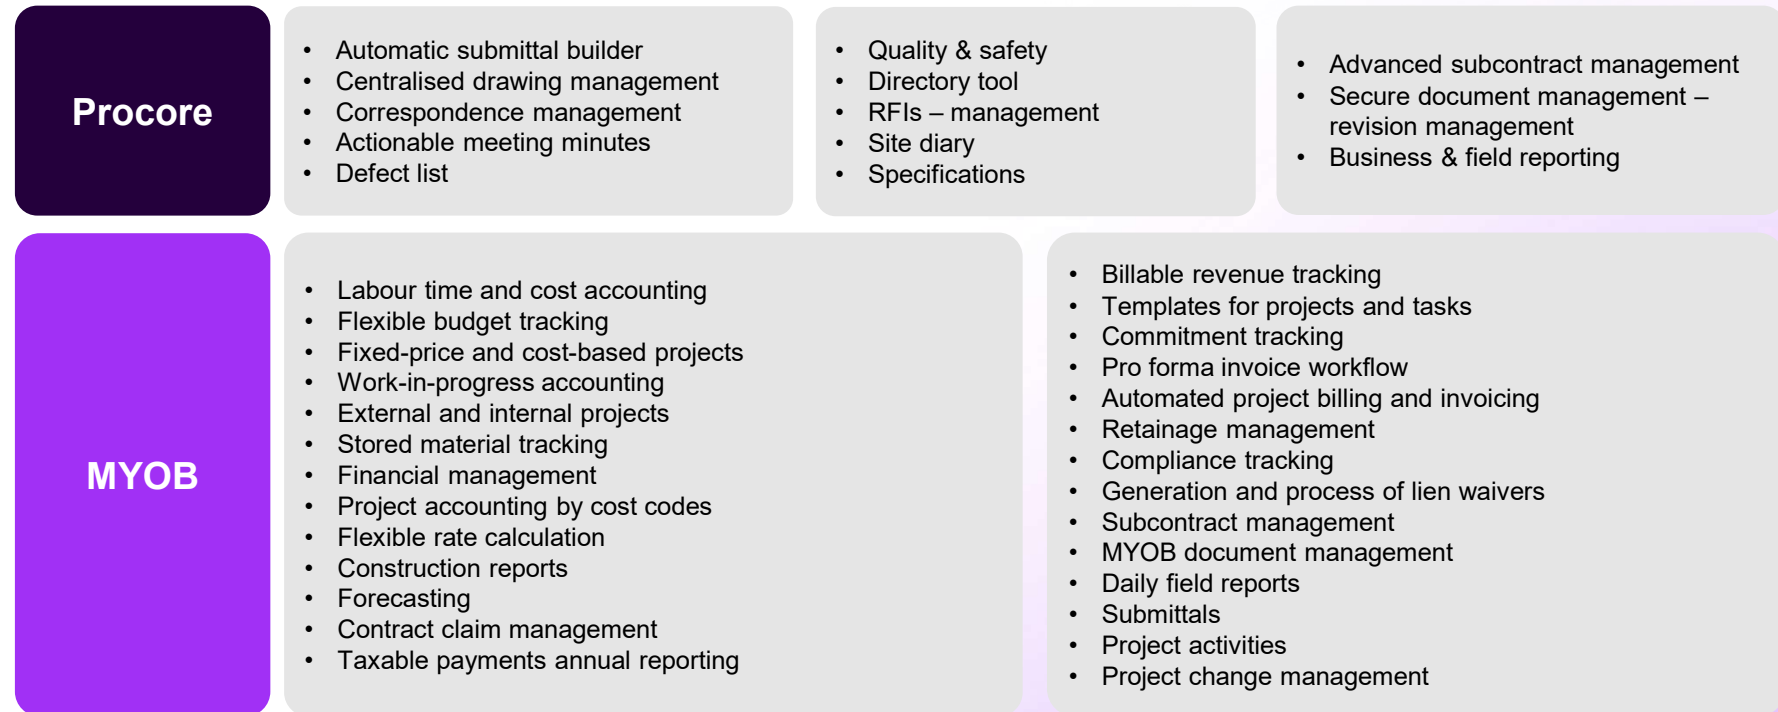 Procore
• Automatic submittal builder
• Centralised drawing management
• Correspondence management
• Actionable meeting minutes
• Defect list
• Quality & safety
• Directory tool
• RFIs – management
• Site diary
• Specifications
• Advanced subcontract management
• Secure document management –
revision management
• Business & field reporting
MYOB
• Labour time and cost accounting
• Flexible budget tracking
• Fixed-price and cost-based projects
• Work-in-progress accounting
• External and internal projects
• Stored material tracking
• Financial management
• Project accounting by cost codes
• Flexible rate calculation
• Construction reports
• Forecasting
• Contract claim management
• Taxable payments annual reporting
• Billable revenue tracking
• Templates for projects and tasks
• Commitment tracking
• Pro forma invoice workflow
• Automated project billing and invoicing
• Retainage management
• Compliance tracking
• Generation and process of lien waivers
• Subcontract management
• MYOB document management
• Daily field reports
• Submittals
• Project activities
• Project change management